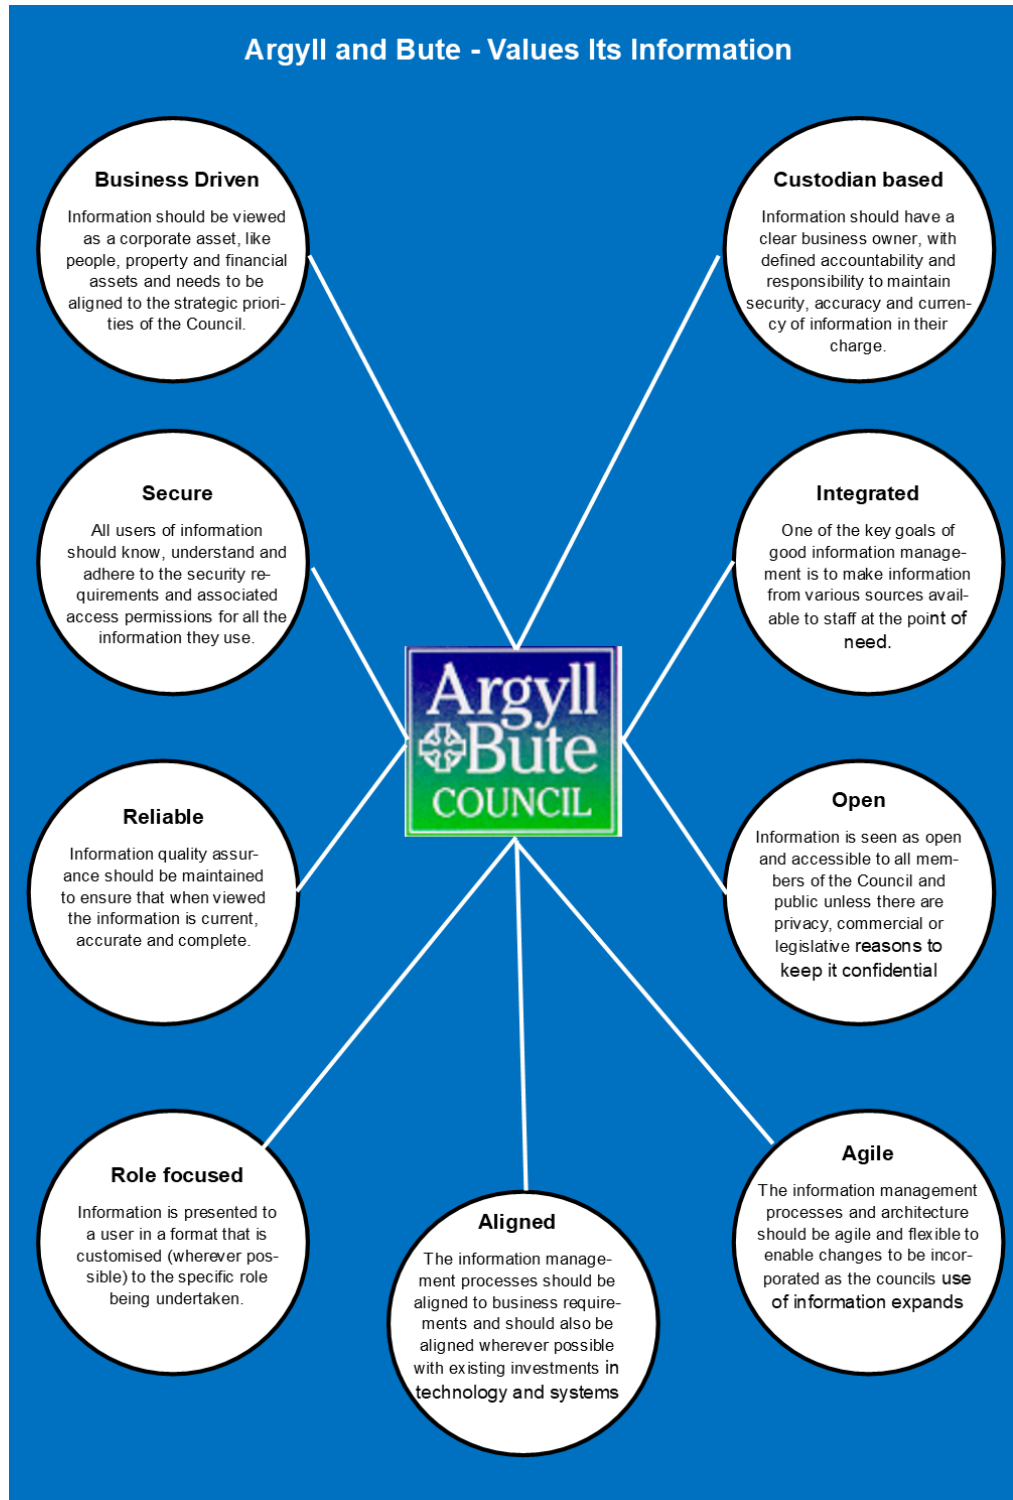 Argyll and Bute - Values Its Information
Business Driven
Information should be viewed
as a corporate asset, like
people, property and financial
assets and needs to be
aligned to the strategic priori-
ties of the Council.
Custodian based
Information should have a
clear business owner, with
defined accountability and
responsibility to maintain
security, accuracy and curren-
cy of information in their
charge.
Secure
All users of information
should know, understand and
adhere to the security re-
quirements and associated
access permissions for all the
information they use.
Integrated
One of the key goals of
good information manage-
ment is to make information
from various sources avail-
able to staff at the point of
need.
Argyll
Bute
COUNCIL
Reliable
Information quality assur-
ance should be maintained
to ensure that when viewed
the information is current,
accurate and complete.
Open
Information is seen as open
and accessible to all mem-
bers of the Council and
public unless there are
privacy, commercial or
legislative reasons to
keep it confidential
Role focused
Information is presented to
a user in a format that is
customised (wherever pos-
sible) to the specific role
being undertaken.
Aligned
The information manage-
ment processes should be
aligned to business require-
ments and should also be
aligned wherever possible
with existing investments in
technology and systems
Agile
The information management
processes and architecture
should be agile and flexible to
enable changes to be incor-
porated as the councils use
of information expands